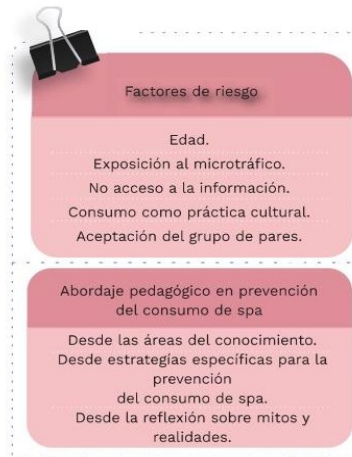 Factores de riesgo
Edad.
Exposición al microtráfico.
No acceso a la información.
Consumo como práctica cultural.
Aceptación del grupo de pares.
Abordaje pedagógico en prevención
del consumo de spa
Desde las áreas del conocimiento.
Desde estrategías específicas para la
prevención
del consumo de spa.
Desde la reflexión sobre mitos y
realidades.